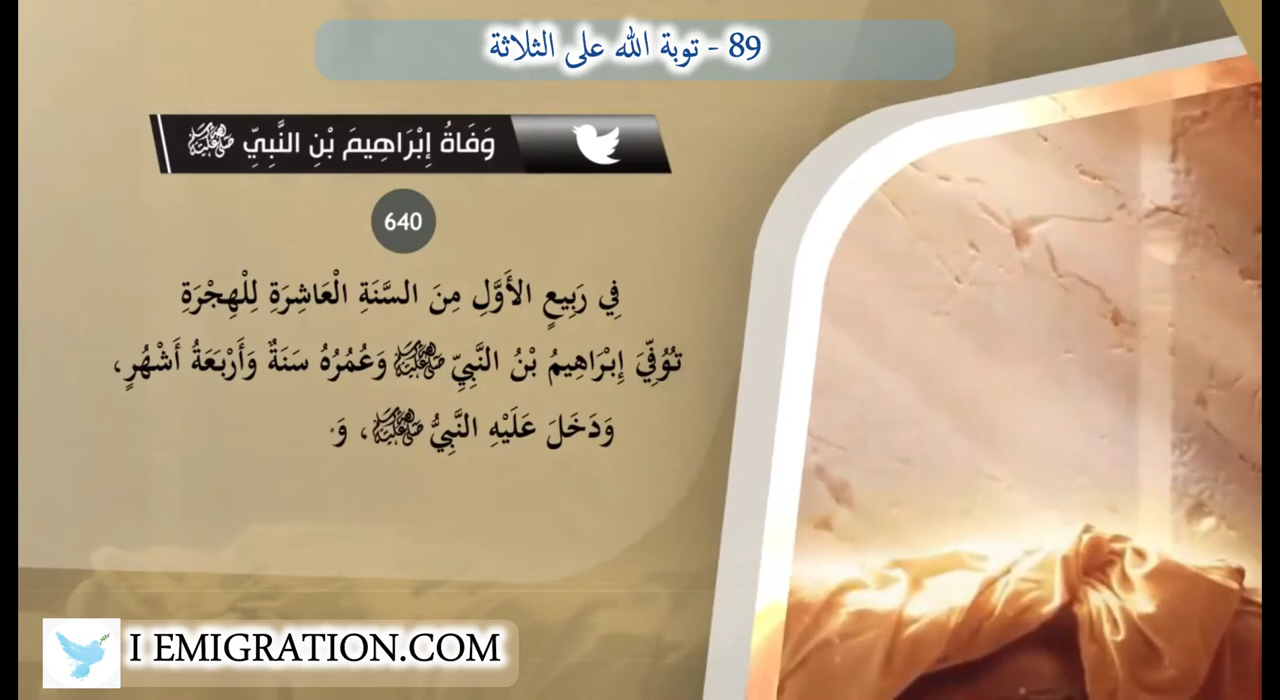 89 - توبة الله على الثلاثة
وَفَاةُ إِبْرَاهِيمَ بْنِ النَّبِيِّ ﷺ
640
فِي رَبِيعٍ الأَوَّلِ مِنَ السَّنَةِ الْعَاشِرَةِ لِلْهِجْرَةِ
تُوُفِّيَ إِبْرَاهِيمُ بْنُ النَّبِيِّ ﷺ وَعُمُرُهُ سَنَةٌ وَأَرْبَعَةُ أَشْهُرٍ،
وَدَخَلَ عَلَيْهِ النَّبِيُّ ﷺ، وَ
I EMIGRATION.COM